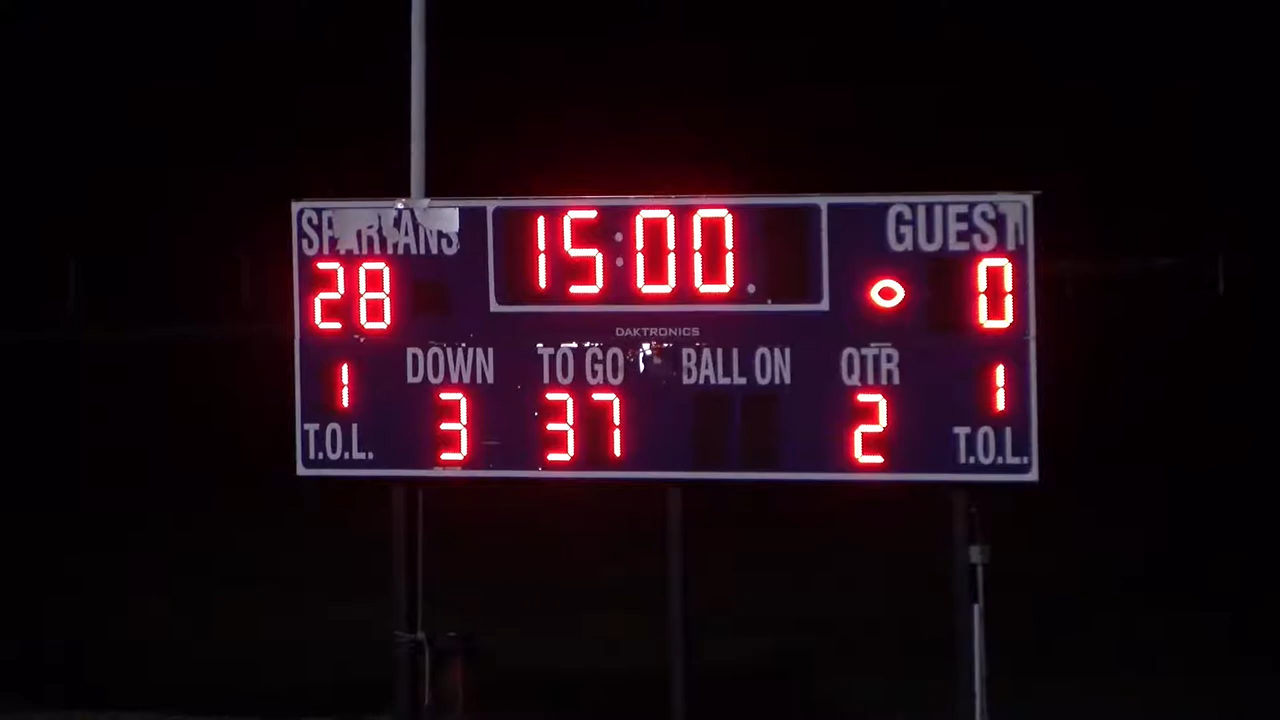 SPARTANS 15:00 GUEST
28 0
DAKTRONICS
DOWN TO GO BALL ON QTR
1 3 37 2 1
T.O.L. T.O.L.